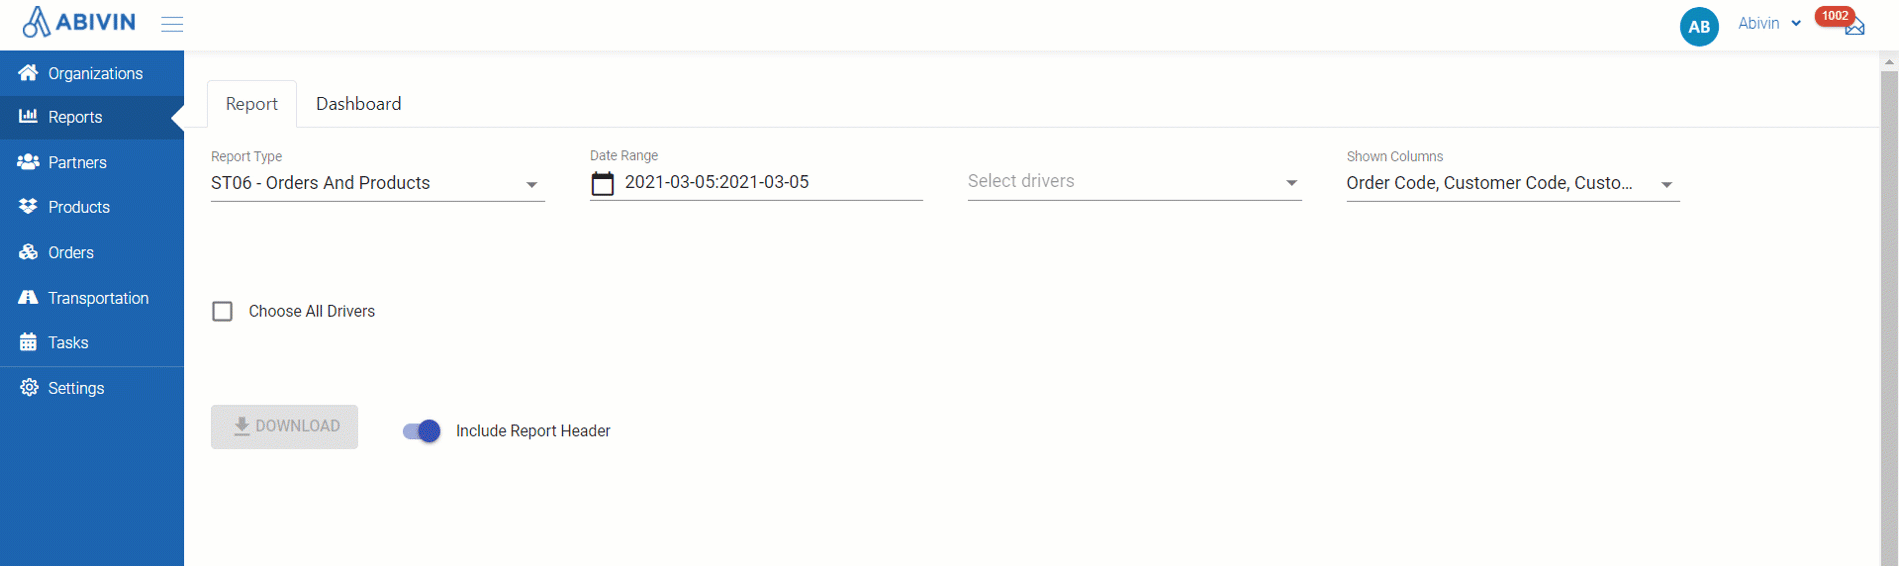 ABIVIN
AB
Abivin
1002
Organizations
Reports
Partners
Products
Orders
Transportation
Tasks
Settings
Report
Dashboard
Report Type
ST06 - Orders And Products
Date Range
2021-03-05:2021-03-05
Select drivers
Shown Columns
Order Code, Customer Code, Custo...
Choose All Drivers
DOWNLOAD
Include Report Header